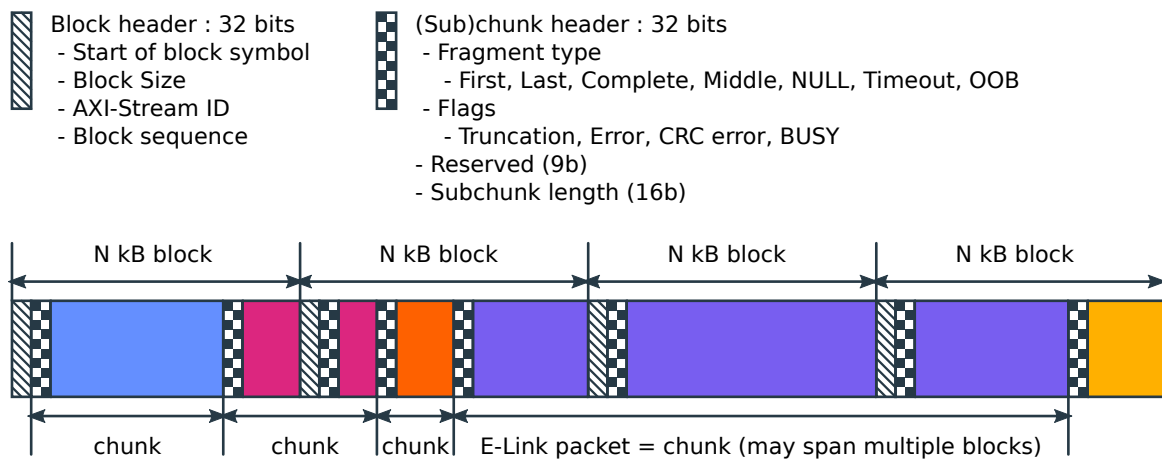 Block header : 32 bits
- Start of block symbol
- Block Size
- AXI-Stream ID
- Block sequence
(Sub)chunk header : 32 bits
- Fragment type
- First, Last, Complete, Middle, NULL, Timeout, OOB
- Flags
- Truncation, Error, CRC error, BUSY
- Reserved (9b)
- Subchunk length (16b)
N kB block
N kB block
N kB block
N kB block
chunk
chunk
chunk
E-Link packet = chunk (may span multiple blocks)